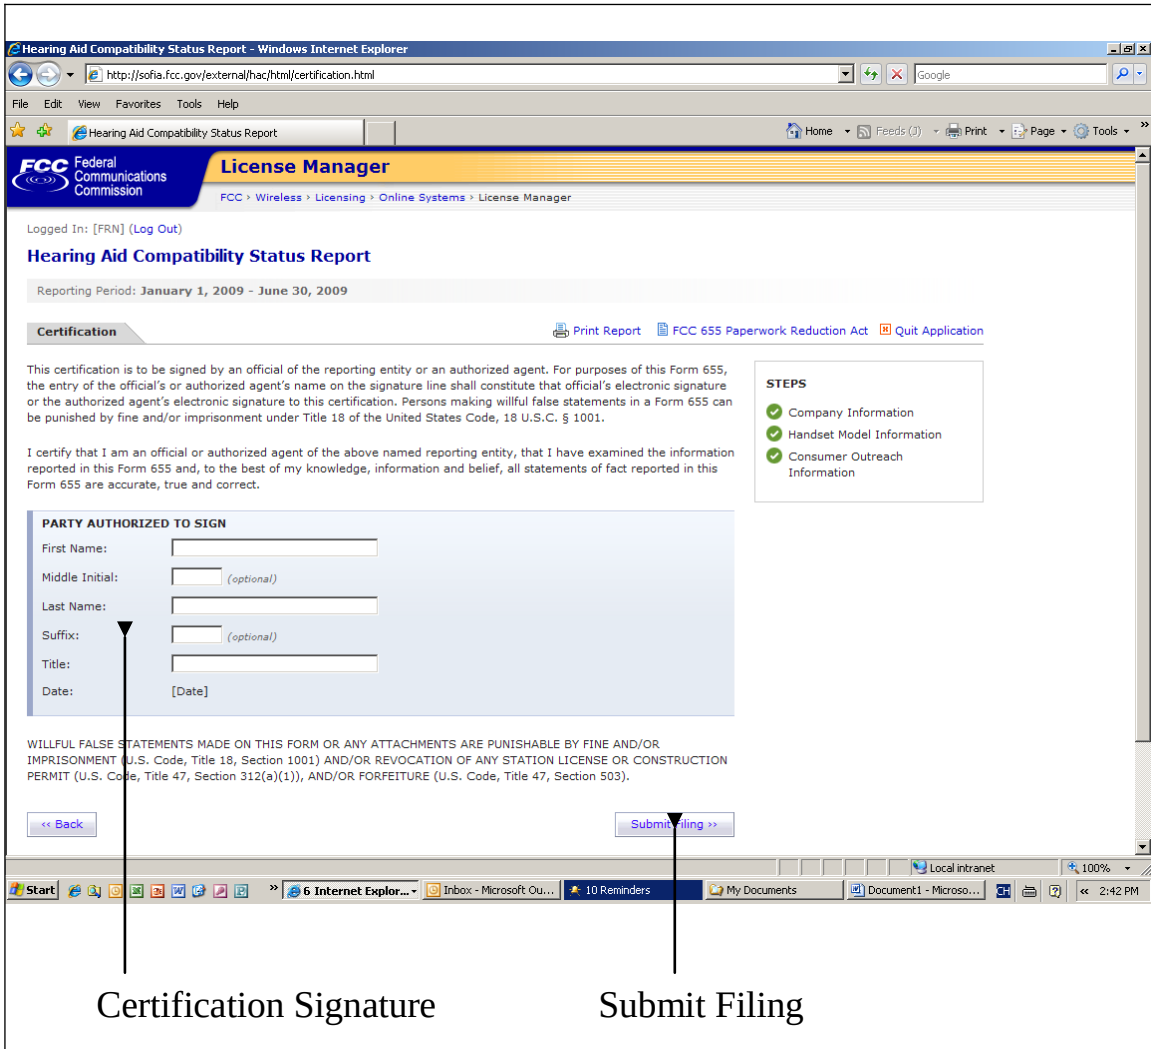 Hearing Aid Compatibility Status Report - Windows Internet Explorer
http://sofia.fcc.gov/external/hac/html/certification.html
Google
File Edit View Favorites Tools Help
Hearing Aid Compatibility Status Report
Home Feeds (J) Print Page Tools »
FCC Federal
Communications
Commission
License Manager
FCC > Wireless > Licensing > Online Systems > License Manager
Logged In: [FRN] (Log Out)
Hearing Aid Compatibility Status Report
Reporting Period: January 1, 2009 - June 30, 2009
Certification
Print Report FCC 655 Paperwork Reduction Act Quit Application
This certification is to be signed by an official of the reporting entity or an authorized agent. For purposes of this Form 655,
the entry of the official's or authorized agent's name on the signature line shall constitute that official's electronic signature
or the authorized agent's electronic signature to this certification. Persons making willful false statements in a Form 655 can
be punished by fine and/or imprisonment under Title 18 of the United States Code, 18 U.S.C. § 1001.
I certify that I am an official or authorized agent of the above named reporting entity, that I have examined the information
reported in this Form 655 and, to the best of my knowledge, information and belief, all statements of fact reported in this
Form 655 are accurate, true and correct.
STEPS
Company Information
Handset Model Information
Consumer Outreach
Information
PARTY AUTHORIZED TO SIGN
First Name:
Middle Initial: (optional)
Last Name:
Suffix: (optional)
Title:
Date: [Date]
WILLFUL FALSE STATEMENTS MADE ON THIS FORM OR ANY ATTACHMENTS ARE PUNISHABLE BY FINE AND/OR
IMPRISONMENT (U.S. Code, Title 18, Section 1001) AND/OR REVOCATION OF ANY STATION LICENSE OR CONSTRUCTION
PERMIT (U.S. Code, Title 47, Section 312(a)(1)), AND/OR FORFEITURE (U.S. Code, Title 47, Section 503).
<< Back
Submit Filing >>
Local intranet 100%
Start » 6 Internet Explor... Inbox - Microsoft Ou... 10 Reminders My Documents Document1 - Microso... CH « 2:42 PM
Certification Signature
Submit Filing